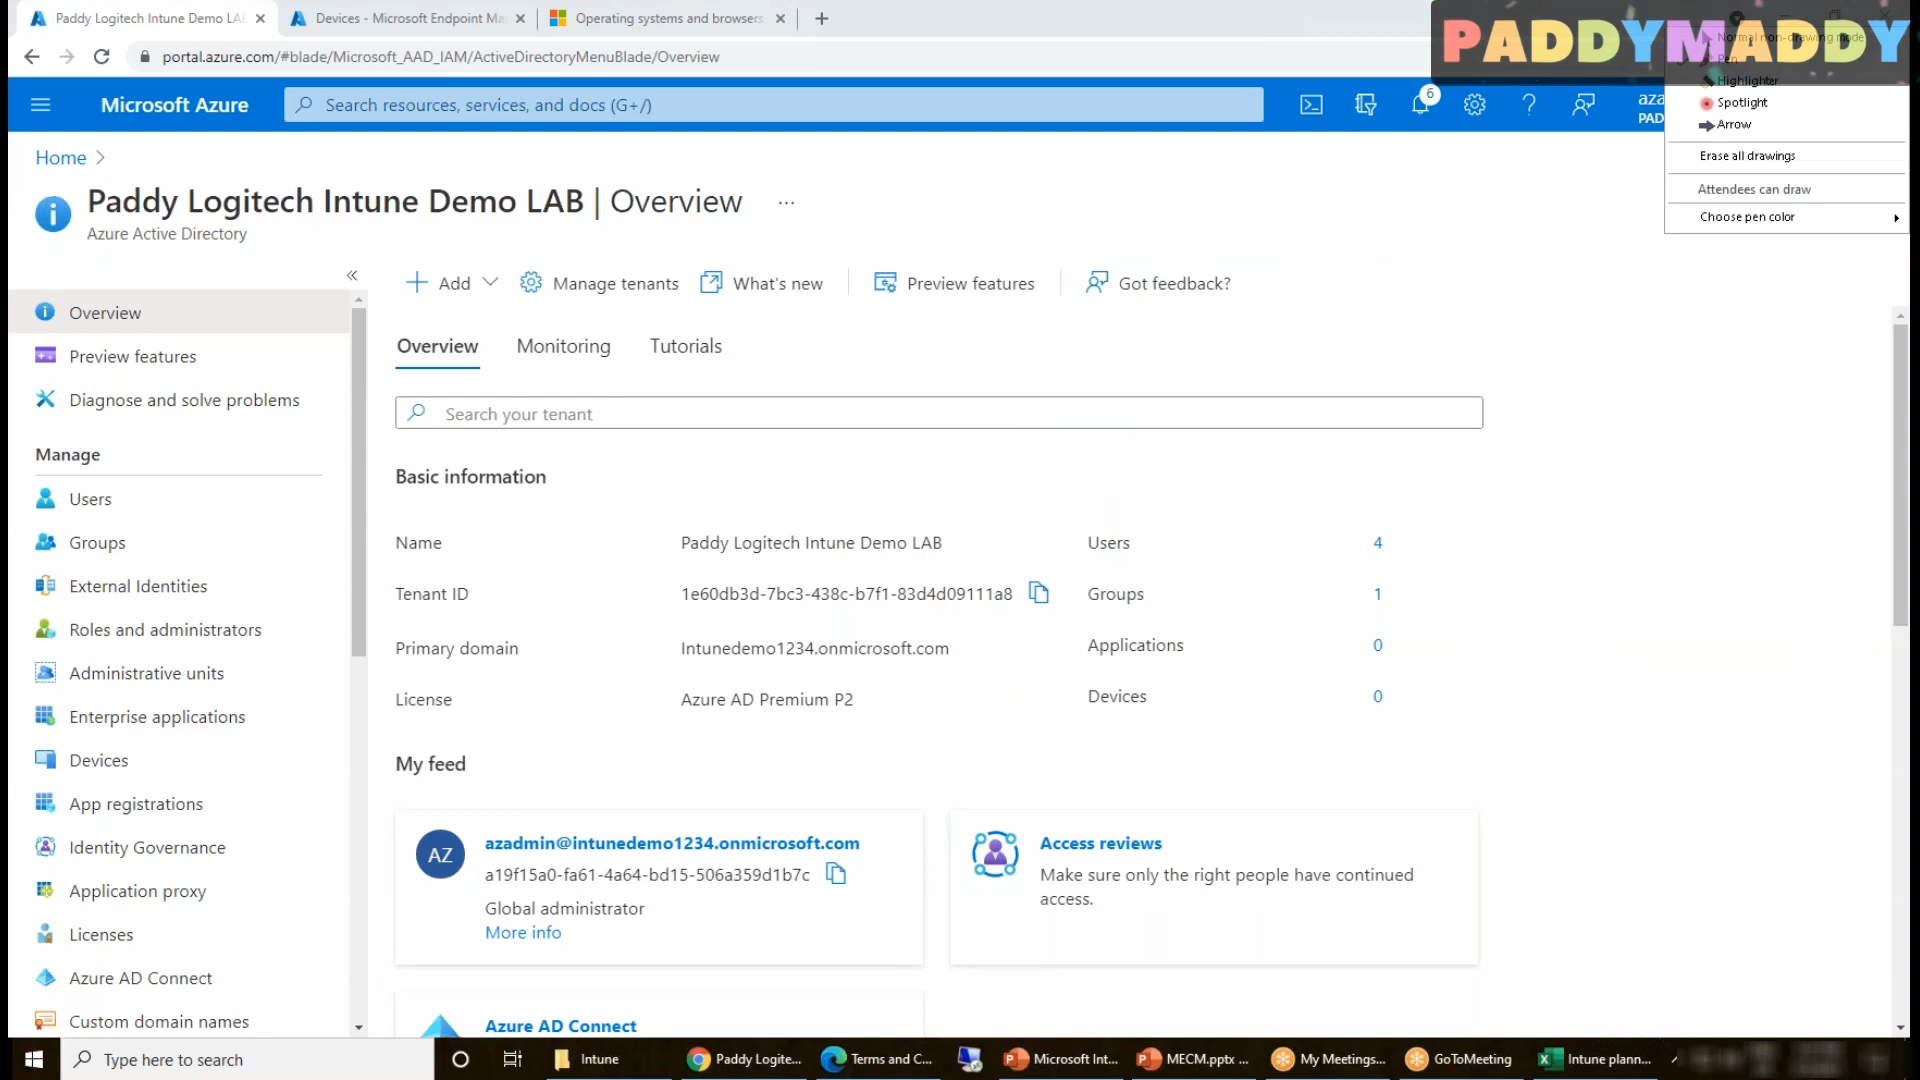 Paddy Logitech Intune Demo LAB
Devices - Microsoft Endpoint Ma
Operating systems and browsers
portal.azure.com/#blade/Microsoft_AAD_IAM/ActiveDirectoryMenuBlade/Overview
PADDYMADDY
Normal non-drawing mode
Pen
Highlighter
Spotlight
Arrow
Erase all drawings
Attendees can draw
Choose pen color
Microsoft Azure
Search resources, services, and docs (G+/)
6
aza
PAD
Home
Paddy Logitech Intune Demo LAB | Overview
...
Azure Active Directory
Overview
Preview features
Diagnose and solve problems
Manage
Users
Groups
External Identities
Roles and administrators
Administrative units
Enterprise applications
Devices
App registrations
Identity Governance
Application proxy
Licenses
Azure AD Connect
Custom domain names
Add
Manage tenants
What's new
Preview features
Got feedback?
Overview
Monitoring
Tutorials
Search your tenant
Basic information
Name
Paddy Logitech Intune Demo LAB
Users
4
Tenant ID
1e60db3d-7bc3-438c-b7f1-83d4d09111a8
Groups
1
Primary domain
Intunedemo1234.onmicrosoft.com
Applications
0
License
Azure AD Premium P2
Devices
0
My feed
AZ
azadmin@intunedemo1234.onmicrosoft.com
a19f15a0-fa61-4a64-bd15-506a359d1b7c
Global administrator
More info
Access reviews
Make sure only the right people have continued
access.
Azure AD Connect
Type here to search
Intune
Paddy Logite...
Terms and C...
Microsoft Int...
MECM.pptx ...
My Meetings...
GoToMeeting
Intune plann...